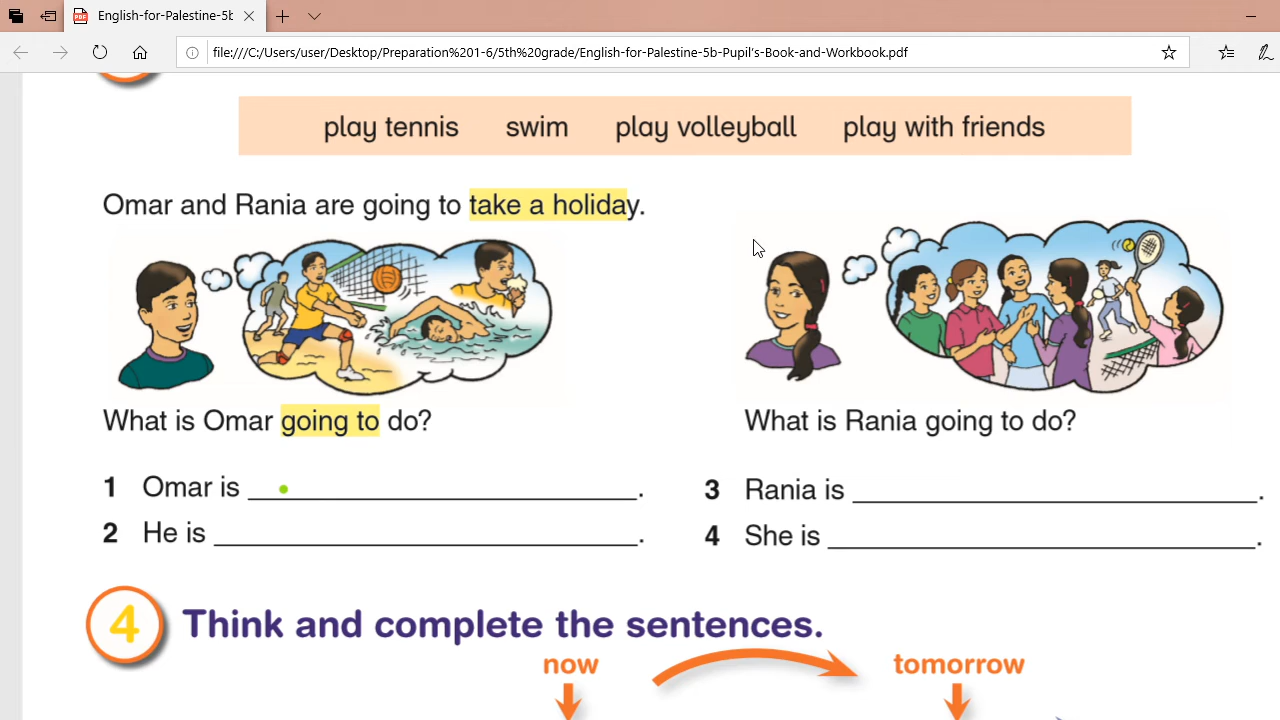 English-for-Palestine-5b
file:///C:/Users/user/Desktop/Preparation%201-6/5th%20grade/English-for-Palestine-5b-Pupil's-Book-and-Workbook.pdf
play tennis swim play volleyball play with friends
Omar and Rania are going to take a holiday.
What is Omar going to do?
1 Omar is ______.
2 He is ______.
What is Rania going to do?
3 Rania is ______.
4 She is ______.
4 Think and complete the sentences.
now tomorrow